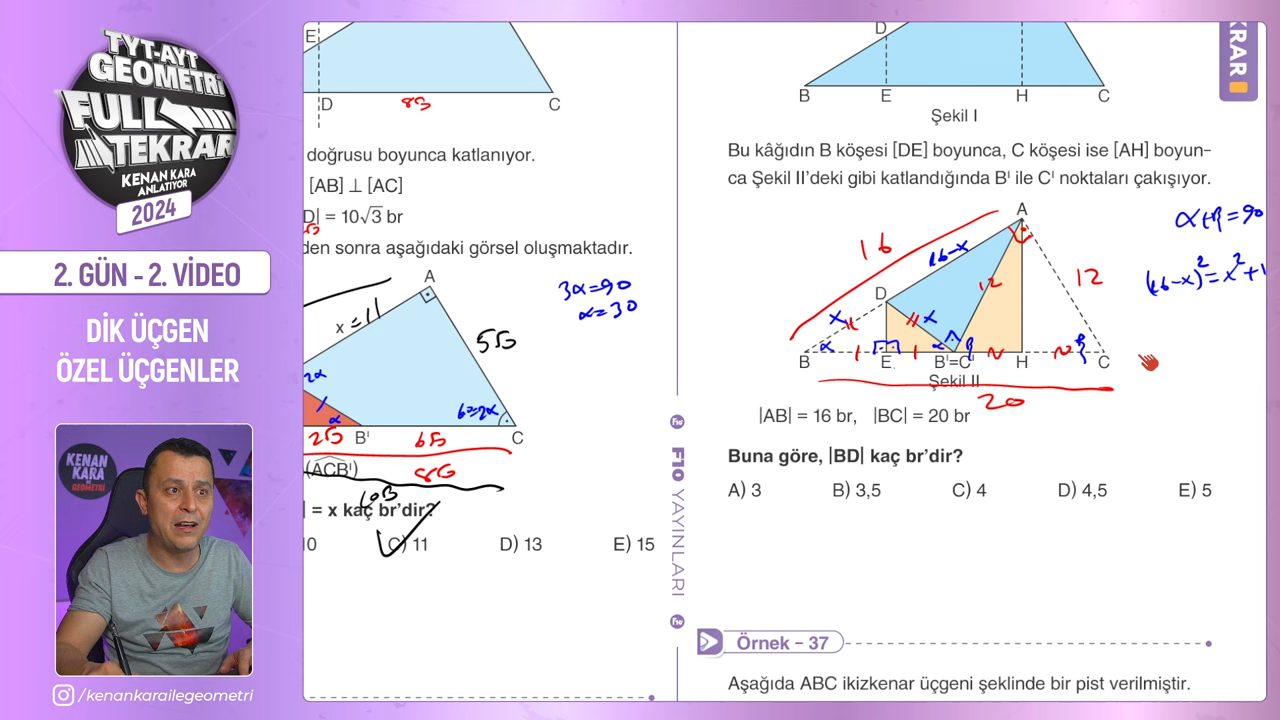 TYT-AYT
GEOMETRİ
FULL
TEKRAR
KENAN KARA
ANLATIYOR
2024
2. GÜN - 2. VİDEO
DİK ÜÇGEN
ÖZEL ÜÇGENLER
KENAN
KARA
GEOMETRİ
/kenankarailegeometri
E
D
C
doğrusu boyunca katlanıyor.
[AB] ⊥ [AC]
D| = 10√3 br
den sonra aşağıdaki görsel oluşmaktadır.
3α=90
α=30
A
x = 11
2α
α
B'
C
(ACB')
| = x kaç br'dir?
10
C) 11
D) 13
E) 15
F10 YAYINLARI
KRAR
D
B
E
H
C
Şekil I
Bu kâğıdın B köşesi [DE] boyunca, C köşesi ise [AH] boyun-
ca Şekil II'deki gibi katlandığında B' ile C' noktaları çakışıyor.
A
16
16-x
12
12
D
x
x
α
α
B
E
B'=C'
H
C
Şekil II
20
(16-x)²=x²+1
|AB| = 16 br, |BC| = 20 br
Buna göre, |BD| kaç br'dir?
A) 3
B) 3,5
C) 4
D) 4,5
E) 5
Örnek – 37
Aşağıda ABC ikizkenar üçgeni şeklinde bir pist verilmiştir.